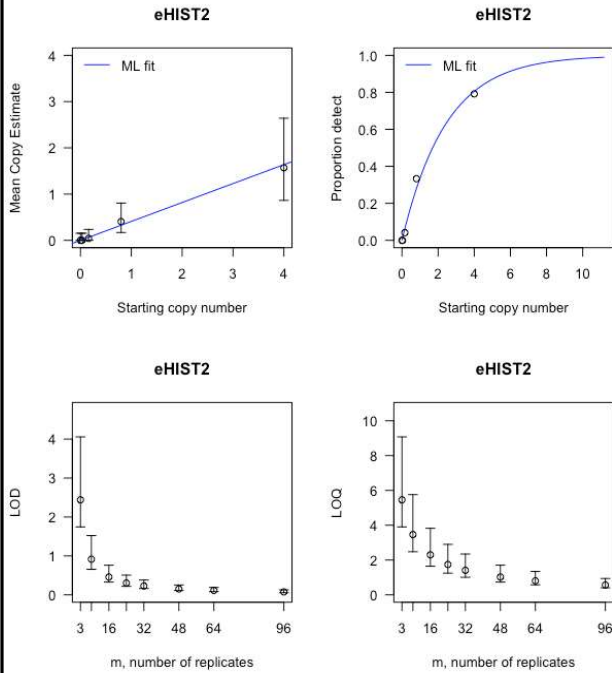 eHIST2
4
3
2
1
0
Mean Copy Estimate
ML fit
0 1 2 3 4
Starting copy number
eHIST2
1.0
0.8
0.6
0.4
0.2
0.0
Proportion detect
ML fit
0 2 4 6 8 10
Starting copy number
eHIST2
4
3
2
1
0
LOD
3 16 32 48 64 96
m, number of replicates
eHIST2
10
8
6
4
2
0
LOQ
3 16 32 48 64 96
m, number of replicates